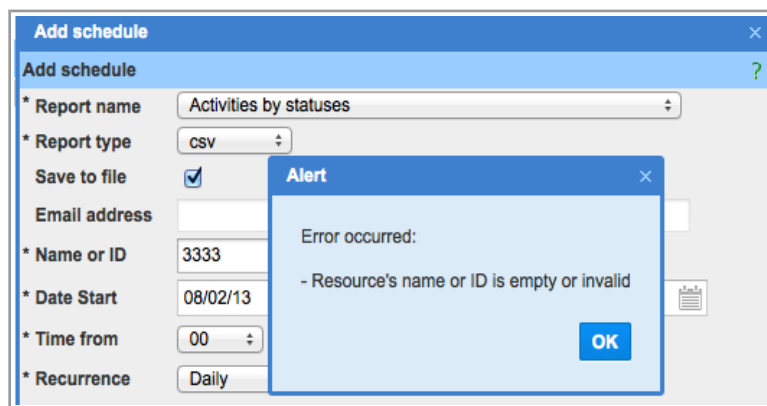 Add schedule
Add schedule
* Report name Activities by statuses
* Report type csv
Save to file
Email address
* Name or ID 3333
* Date Start 08/02/13
* Time from 00
* Recurrence Daily
Alert
Error occurred:
- Resource's name or ID is empty or invalid
OK